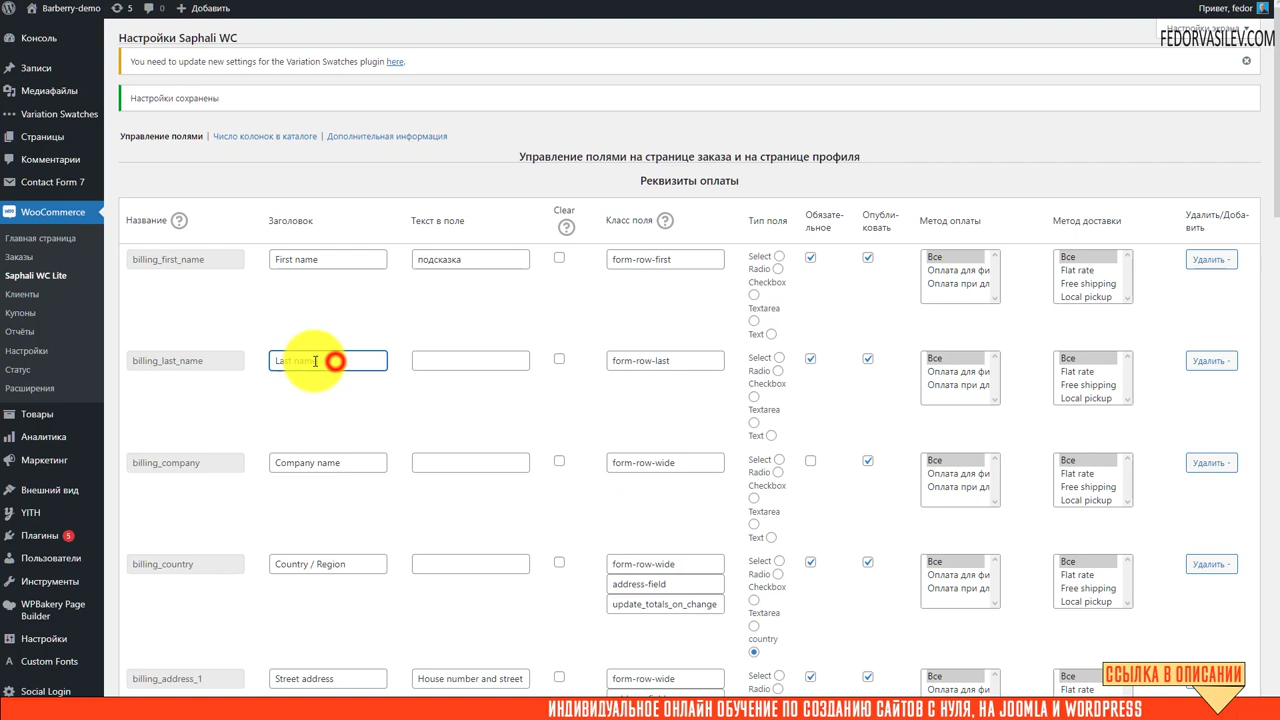 Barberry-demo 5 0 Добавить Привет, fedor
Настройки экрана
FEDORVASILEV.COM
Консоль
Записи
Медиафайлы
Variation Swatches
Страницы
Комментарии
Contact Form 7
WooCommerce
Главная страница
Заказы
Saphali WC Lite
Клиенты
Купоны
Отчёты
Настройки
Статус
Расширения
Товары
Аналитика
Маркетинг
Внешний вид
YITH
Плагины 5
Пользователи
Инструменты
WPBakery Page
Builder
Настройки
Custom Fonts
Social Login
Настройки Saphali WC
You need to update new settings for the Variation Swatches plugin here.
Настройки сохранены
Управление полями | Число колонок в каталоге | Дополнительная информация
Управление полями на странице заказа и на странице профиля
Реквизиты оплаты
Название ? Заголовок Текст в поле Clear ? Класс поля ? Тип поля Обязате-
льное Опубли-
ковать Метод оплаты Метод доставки Удалить/Доба-
вить
billing_first_name First name подсказка form-row-first
Select
Radio
Checkbox
Textarea
Text
Все
Оплата для фи
Оплата при дл
Все
Flat rate
Free shipping
Local pickup
Удалить -
billing_last_name Last name form-row-last
Select
Radio
Checkbox
Textarea
Text
Все
Оплата для фи
Оплата при дл
Все
Flat rate
Free shipping
Local pickup
Удалить -
billing_company Company name form-row-wide
Select
Radio
Checkbox
Textarea
Text
Все
Оплата для фи
Оплата при дл
Все
Flat rate
Free shipping
Local pickup
Удалить -
billing_country Country / Region form-row-wide
address-field
update_totals_on_change
Select
Radio
Checkbox
Textarea
country
Все
Оплата для фи
Оплата при дл
Все
Flat rate
Free shipping
Local pickup
Удалить -
billing_address_1 Street address House number and street form-row-wide
Select
Radio
Все
Оплата для фи
Все
Flat rate
ССЫЛКА В ОПИСАНИИ
ИНДИВИДУАЛЬНОЕ ОНЛАЙН ОБУЧЕНИЕ ПО СОЗДАНИЮ САЙТОВ С НУЛЯ, НА JOOMLA И WORDPRESS